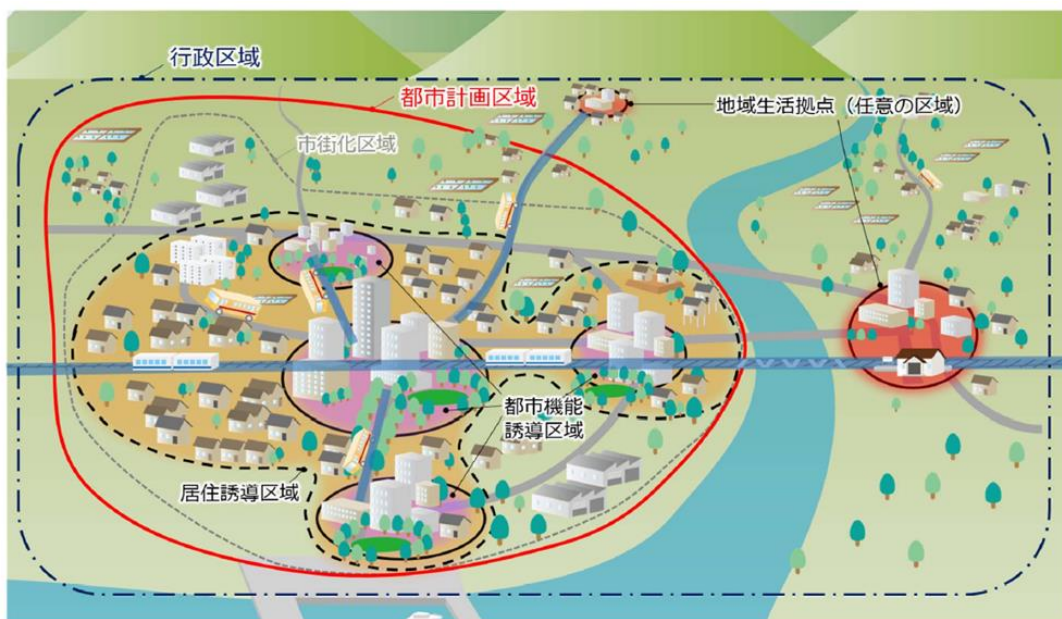 行政区域
都市計画区域
地域生活拠点（任意の区域）
市街化区域
都市機能
誘導区域
居住誘導区域